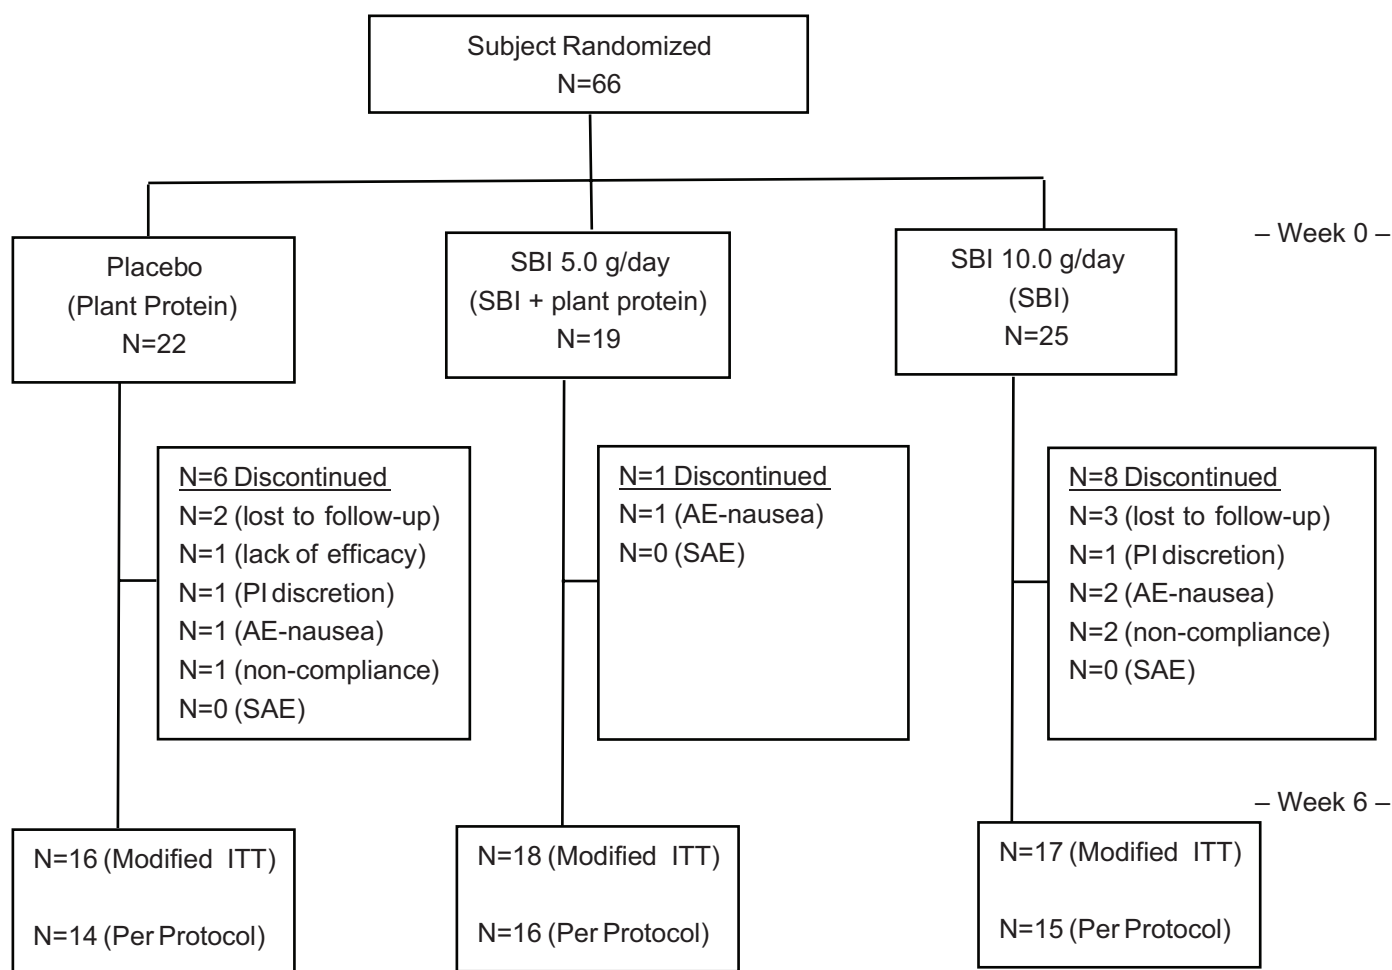 Subject Randomized
N=66
– Week 0 –
Placebo
(Plant Protein)
N=22
SBI 5.0 g/day
(SBI + plant protein)
N=19
SBI 10.0 g/day
(SBI)
N=25
N=6 Discontinued
N=2 (lost to follow-up)
N=1 (lack of efficacy)
N=1 (PI discretion)
N=1 (AE-nausea)
N=1 (non-compliance)
N=0 (SAE)
N=1 Discontinued
N=1 (AE-nausea)
N=0 (SAE)
N=8 Discontinued
N=3 (lost to follow-up)
N=1 (PI discretion)
N=2 (AE-nausea)
N=2 (non-compliance)
N=0 (SAE)
– Week 6 –
N=16 (Modified ITT)
N=14 (Per Protocol)
N=18 (Modified ITT)
N=16 (Per Protocol)
N=17 (Modified ITT)
N=15 (Per Protocol)